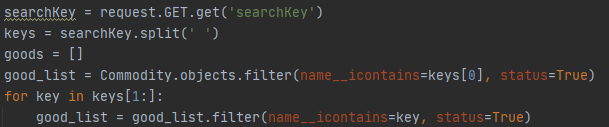 searchKey = request.GET.get('searchKey')
keys = searchKey.split(' ')
goods = []
good_list = Commodity.objects.filter(name__icontains=keys[0], status=True)
for key in keys[1:]:
    good_list = good_list.filter(name__icontains=key, status=True)